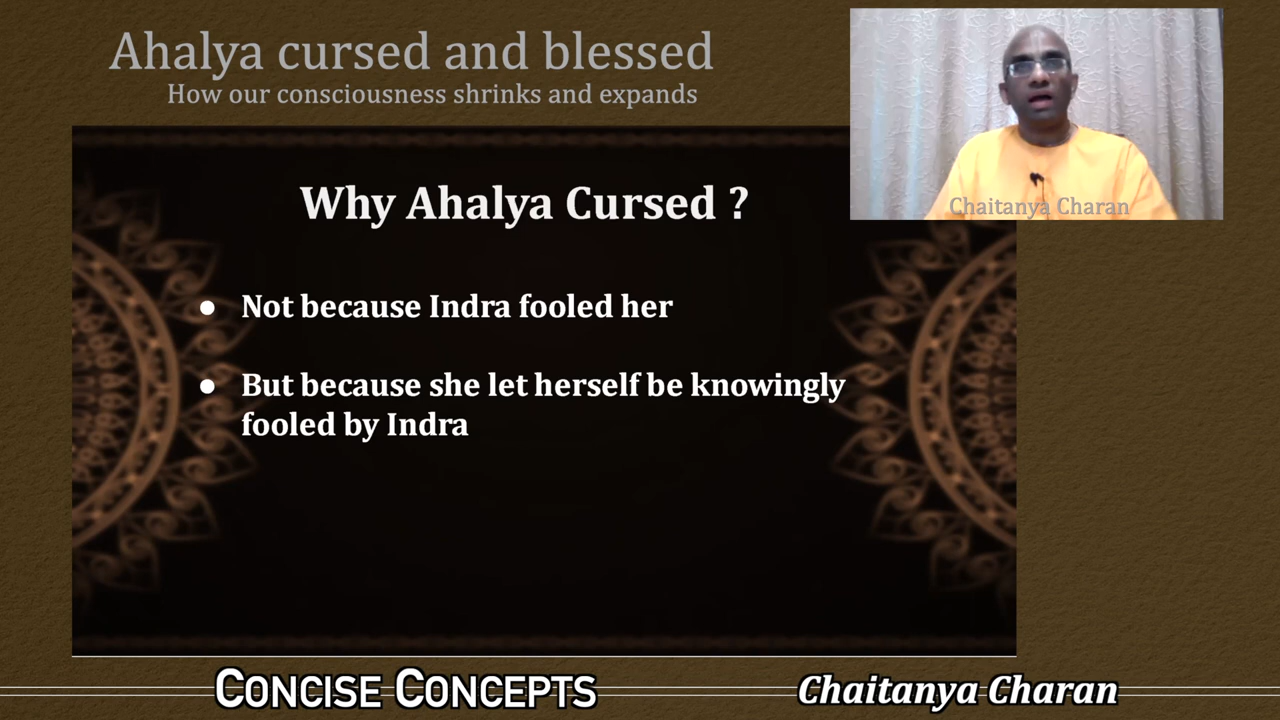 Ahalya cursed and blessed
How our consciousness shrinks and expands
Chaitanya Charan
Why Ahalya Cursed ?
● Not because Indra fooled her
● But because she let herself be knowingly
fooled by Indra
CONCISE CONCEPTS
Chaitanya Charan